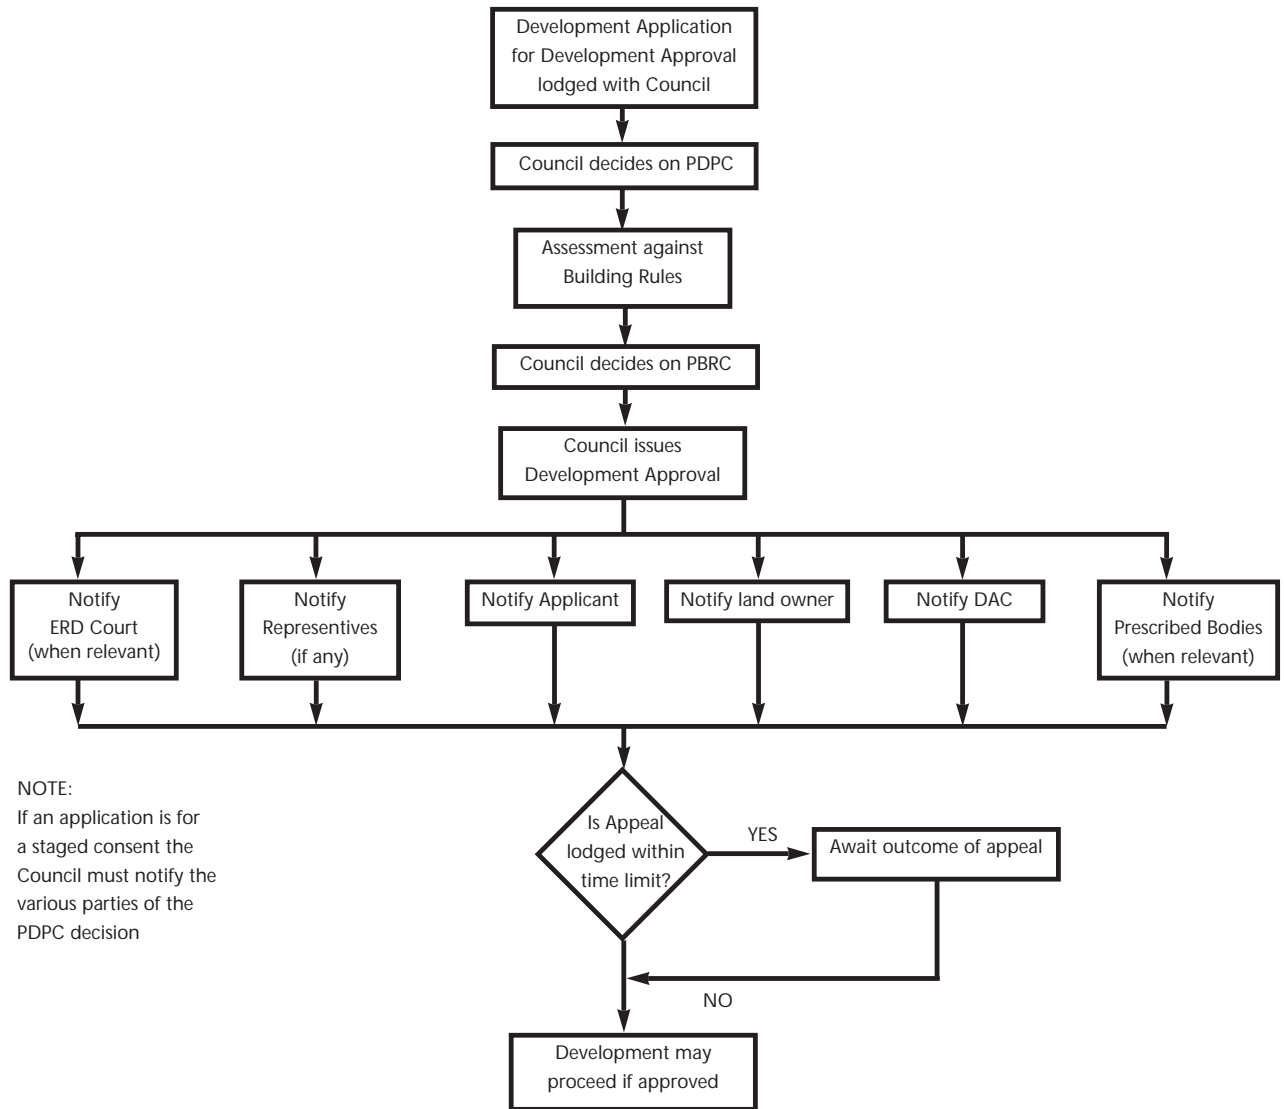 Development Application
for Development Approval
lodged with Council
Council decides on PDPC
Assessment against
Building Rules
Council decides on PBRC
Council issues
Development Approval
Notify
ERD Court
(when relevant)
Notify
Representives
(if any)
Notify Applicant
Notify land owner
Notify DAC
Notify
Prescribed Bodies
(when relevant)
NOTE:
If an application is for
a staged consent the
Council must notify the
various parties of the
PDPC decision
Is Appeal
lodged within
time limit?
YES
Await outcome of appeal
NO
Development may
proceed if approved